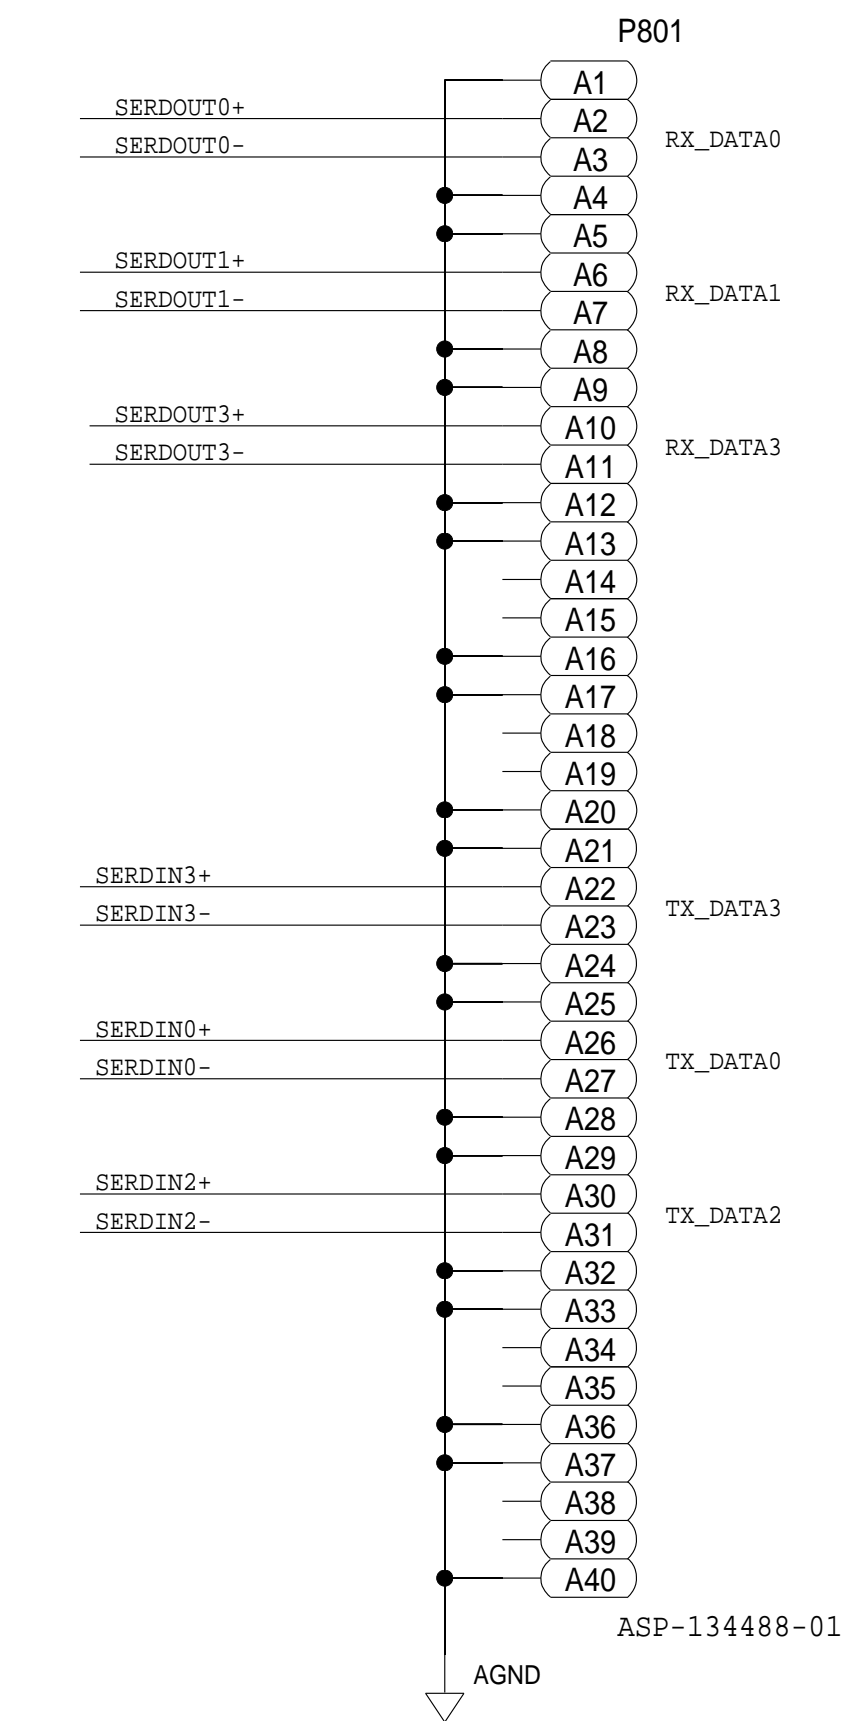 P801
A1
SERDOUT0+
A2
RX_DATA0
SERDOUT0-
A3
A4
A5
SERDOUT1+
A6
RX_DATA1
SERDOUT1-
A7
A8
A9
SERDOUT3+
A10
RX_DATA3
SERDOUT3-
A11
A12
A13
A14
A15
A16
A17
A18
A19
A20
A21
SERDIN3+
A22
TX_DATA3
SERDIN3-
A23
A24
A25
SERDIN0+
A26
TX_DATA0
SERDIN0-
A27
A28
A29
SERDIN2+
A30
TX_DATA2
SERDIN2-
A31
A32
A33
A34
A35
A36
A37
A38
A39
A40
ASP-134488-01
AGND